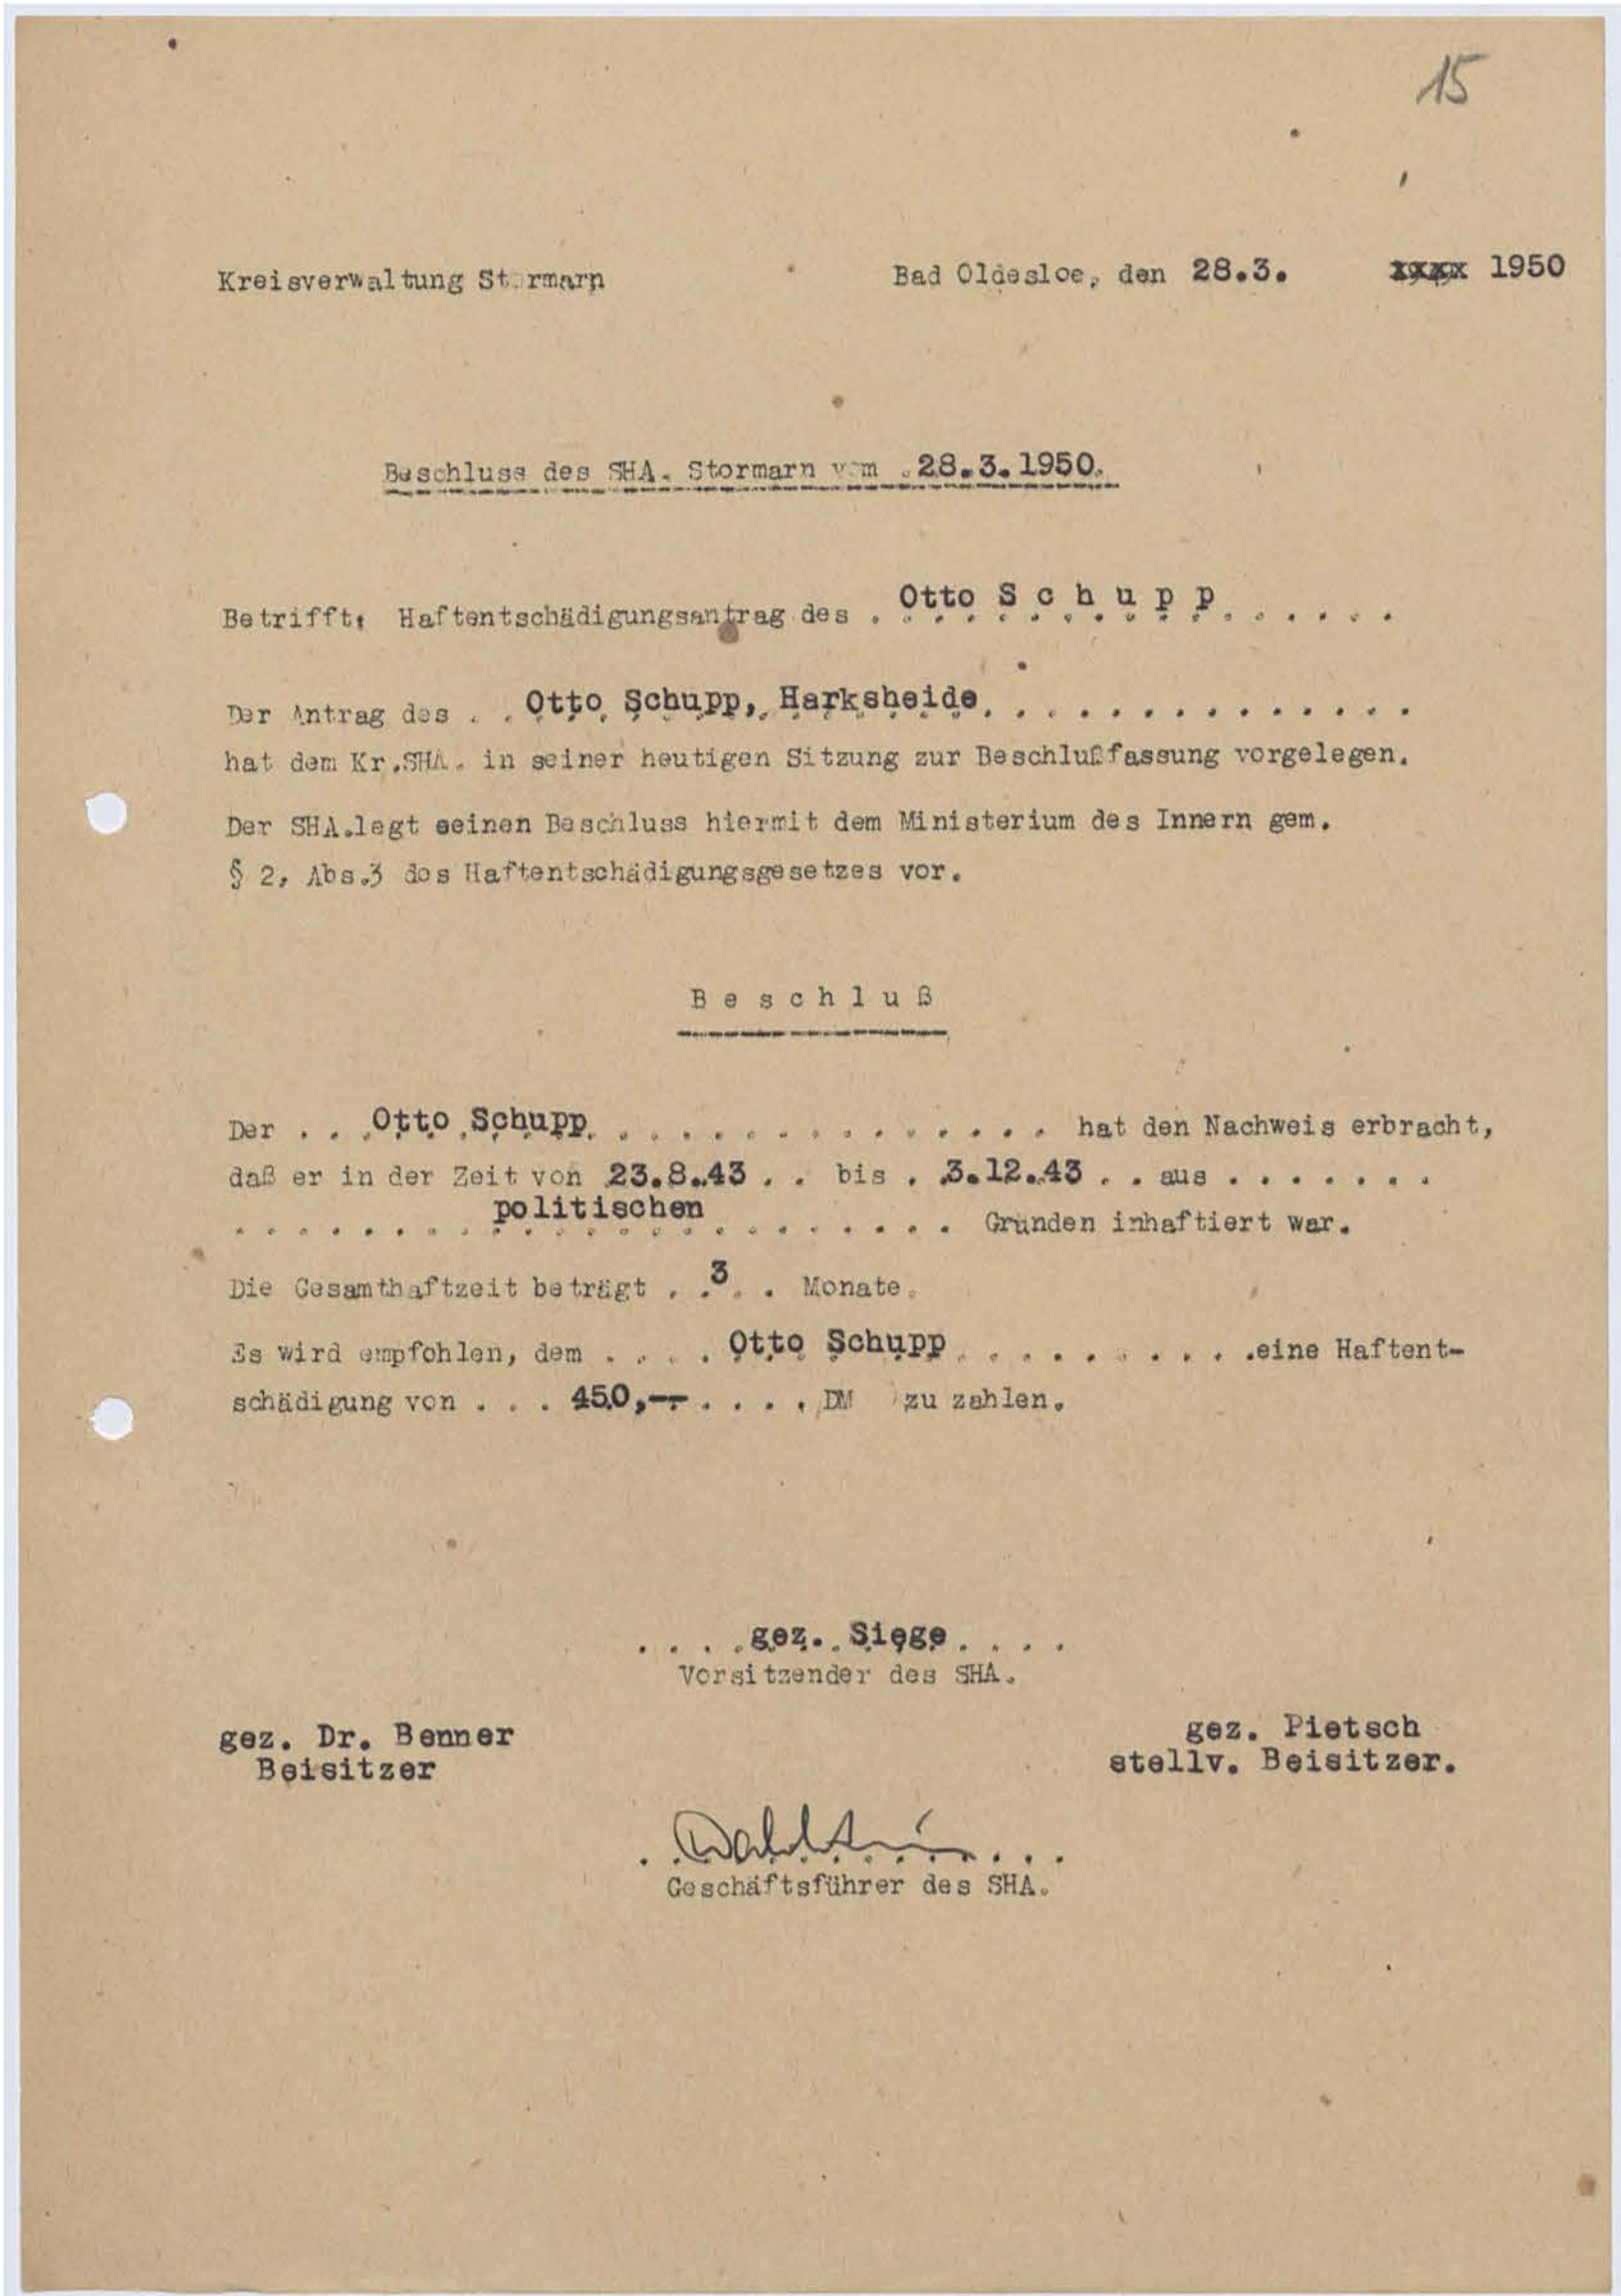 15
Kreisverwaltung Stormarn
Bad Oldesloe, den 28.3. 1950
Beschluss des SHA. Stormarn vom .28.3.1950.
Betrifft: Haftentschädigungsantrag des . Otto S c h u p p . . . . . .
Der Antrag des . . Otto Schupp, Harksheide. . . . . . . . . . . . . .
hat dem Kr.SHA. in seiner heutigen Sitzung zur Beschlußfassung vorgelegen.
Der SHA.legt seinen Beschluss hiermit dem Ministerium des Innern gem.
§ 2, Abs.3 des Haftentschädigungsgesetzes vor.
B e s c h l u ß
Der . . . Otto Schupp. . . . . . . . . . . . . . . hat den Nachweis erbracht,
daß er in der Zeit von 23.8.43 . . bis . 3.12.43 . . aus . . . . . . .
. . . . . . . . politischen . . . . . . . . Gründen inhaftiert war.
Die Gesamthaftzeit beträgt . . 3 . . Monate.
Es wird empfohlen, dem . . . . Otto Schupp . . . . . . . . . .eine Haftent-
schädigung von . . . 450,-- . . . . DM zu zahlen.
. . . . gez. Siege . . . .
Vorsitzender des SHA.
gez. Dr. Benner
Beisitzer
gez. Pietsch
stellv. Beisitzer.
Geschäftsführer des SHA.